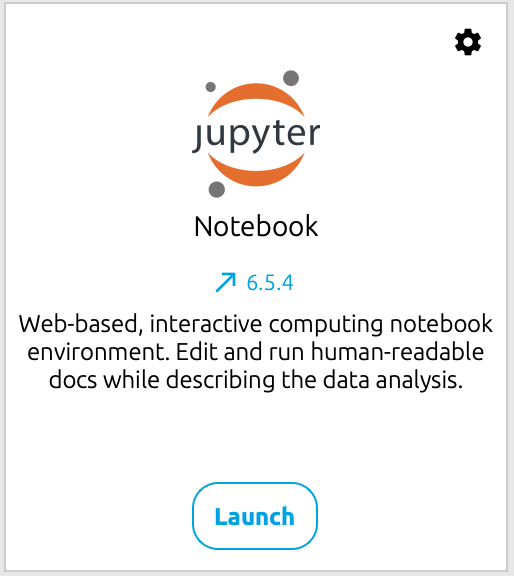 jupyter
Notebook
6.5.4
Web-based, interactive computing notebook
environment. Edit and run human-readable
docs while describing the data analysis.
Launch